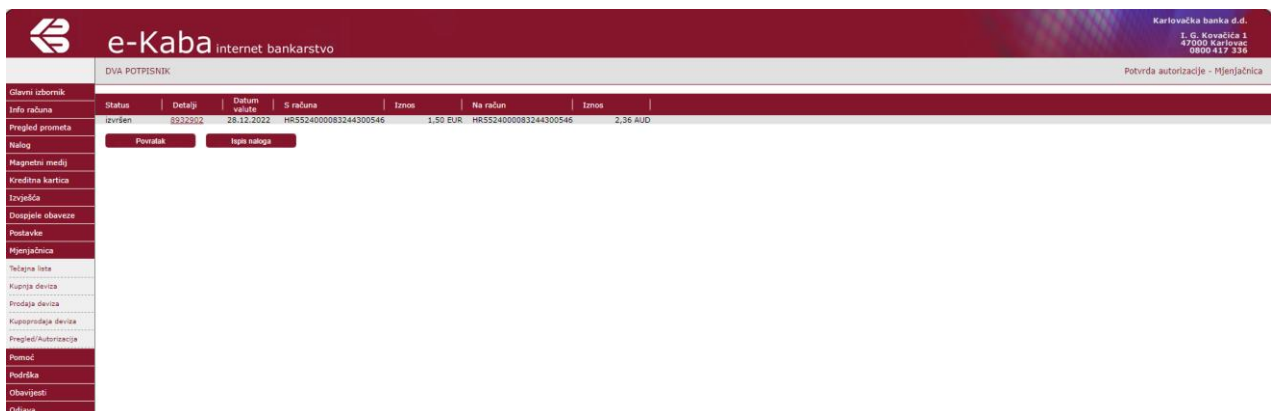 Karlovačka banka d.d.
I. G. Kovačića 1
47000 Karlovac
0800 417 336
e-Kaba internet bankarstvo
DVA POTPISNIK
Potvrda autorizacije - Mjenjačnica
Glavni izbornik
Info računa
Pregled prometa
Nalog
Magnetni medij
Kreditna kartica
Izvješća
Dospjele obaveze
Postavke
Mjenjačnica
Tečajna lista
Kupnja deviza
Prodaja deviza
Kupoprodaja deviza
Pregled/Autorizacija
Pomoć
Podrška
Obavijesti
Odjava
Status Detalji Datum valute S računa Iznos Na račun Iznos
izvršen 8932902 28.12.2022 HR5524000083244300546 1,50 EUR HR5524000083244300546 2,36 AUD
Povratak Ispis naloga